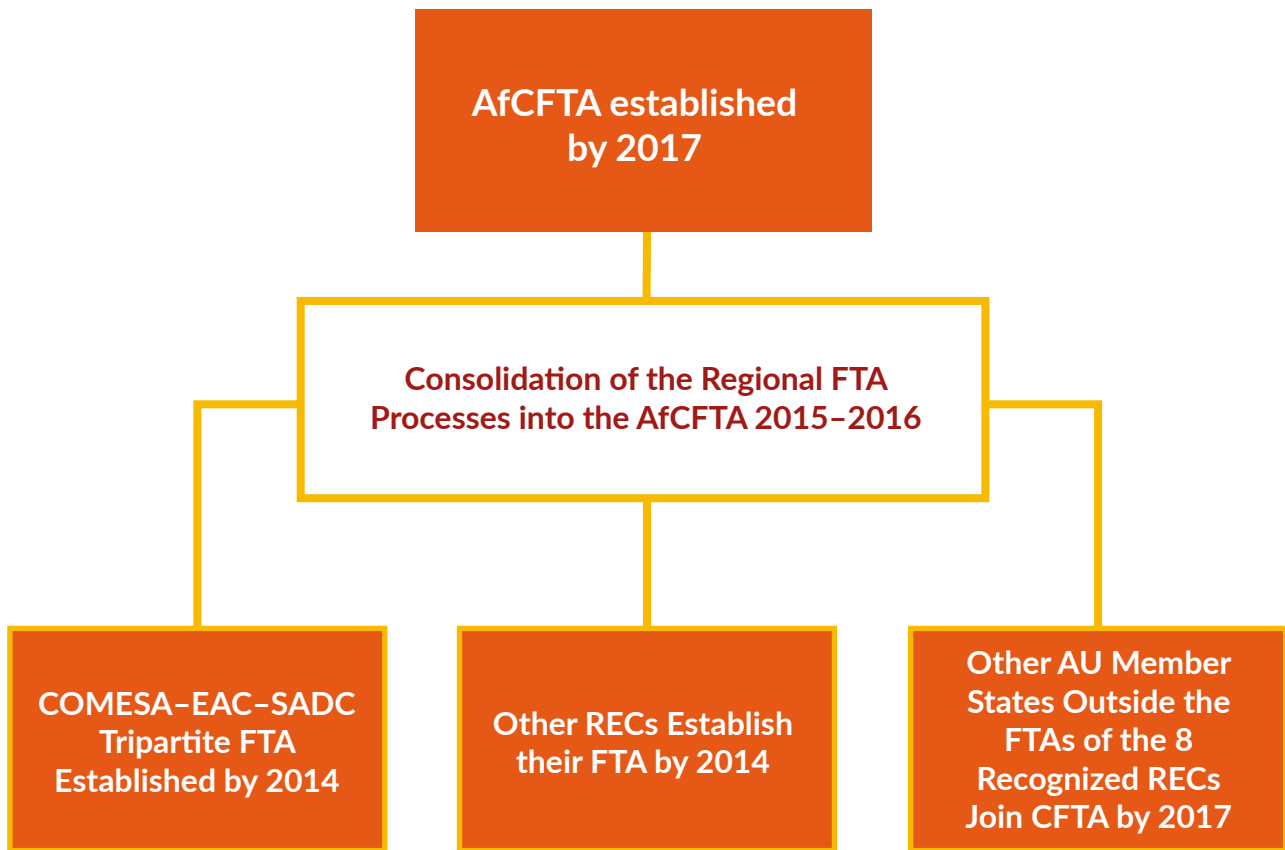 AfCFTA established
by 2017
Consolidation of the Regional FTA
Processes into the AfCFTA 2015–2016
COMESA–EAC–SADC
Tripartite FTA
Established by 2014
Other RECs Establish
their FTA by 2014
Other AU Member
States Outside the
FTAs of the 8
Recognized RECs
Join CFTA by 2017